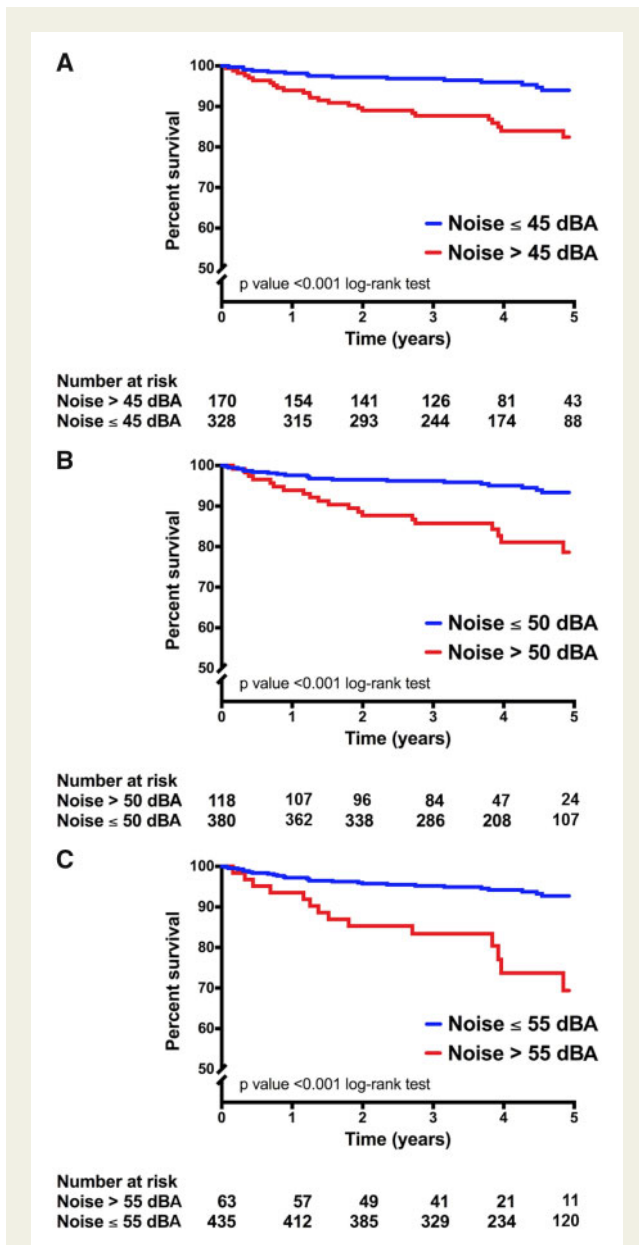 A
100
90
80
70
60
50
Percent survival
Noise ≤ 45 dBA
Noise > 45 dBA
p value <0.001 log-rank test
0 1 2 3 4 5
Time (years)
Number at risk
Noise > 45 dBA 170 154 141 126 81 43
Noise ≤ 45 dBA 328 315 293 244 174 88
B
100
90
80
70
60
50
Percent survival
Noise ≤ 50 dBA
Noise > 50 dBA
p value <0.001 log-rank test
0 1 2 3 4 5
Time (years)
Number at risk
Noise > 50 dBA 118 107 96 84 47 24
Noise ≤ 50 dBA 380 362 338 286 208 107
C
100
90
80
70
60
50
Percent survival
Noise ≤ 55 dBA
Noise > 55 dBA
p value <0.001 log-rank test
0 1 2 3 4 5
Time (years)
Number at risk
Noise > 55 dBA 63 57 49 41 21 11
Noise ≤ 55 dBA 435 412 385 329 234 120